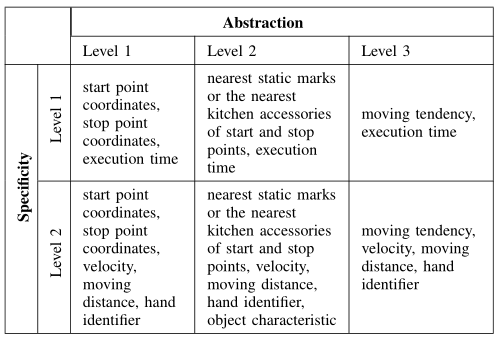 Abstraction
Level 1 Level 2 Level 3
Specificity
Level 1
start point
coordinates,
stop point
coordinates,
execution time
nearest static marks
or the nearest
kitchen accessories
of start and stop
points, execution
time
moving tendency,
execution time
Level 2
start point
coordinates,
stop point
coordinates,
velocity,
moving
distance, hand
identifier
nearest static marks
or the nearest
kitchen accessories
of start and stop
points, velocity,
moving distance,
hand identifier,
object characteristic
moving tendency,
velocity, moving
distance, hand
identifier